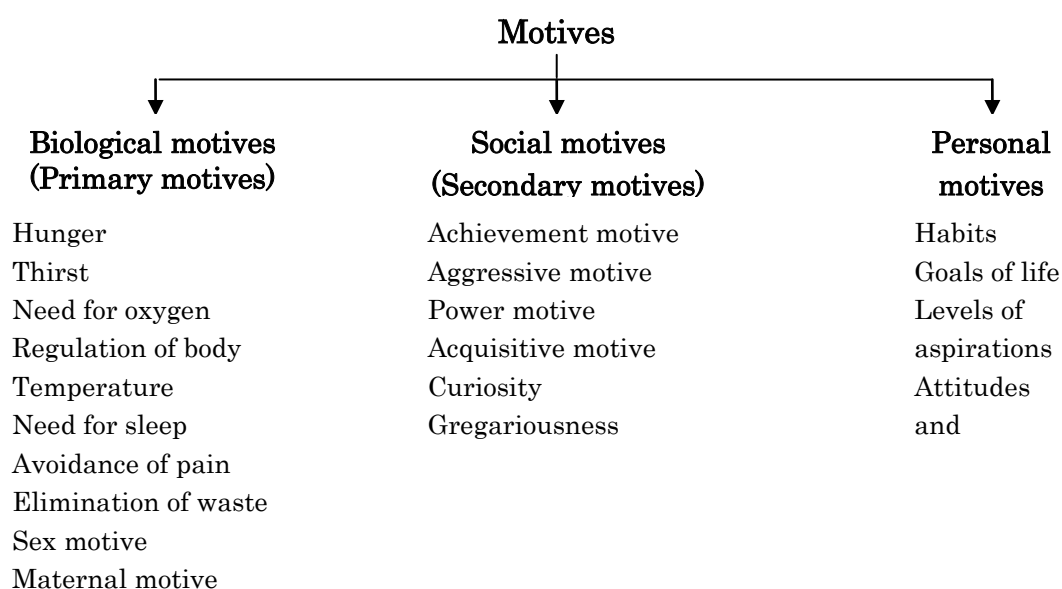 Motives
Biological motives
(Primary motives)
Hunger
Thirst
Need for oxygen
Regulation of body
Temperature
Need for sleep
Avoidance of pain
Elimination of waste
Sex motive
Maternal motive
Social motives
(Secondary motives)
Achievement motive
Aggressive motive
Power motive
Acquisitive motive
Curiosity
Gregariousness
Personal
motives
Habits
Goals of life
Levels of
aspirations
Attitudes
and